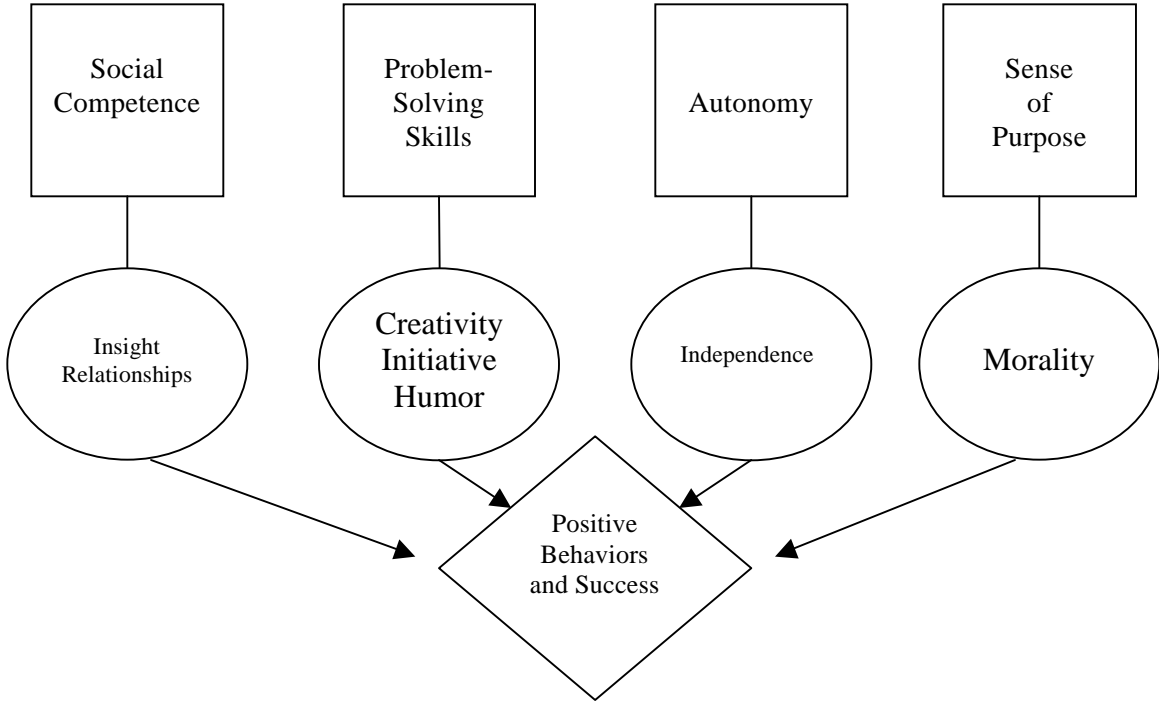 Social
Competence
Problem-
Solving
Skills
Autonomy
Sense
of
Purpose
Insight
Relationships
Creativity
Initiative
Humor
Independence
Morality
Positive
Behaviors
and Success